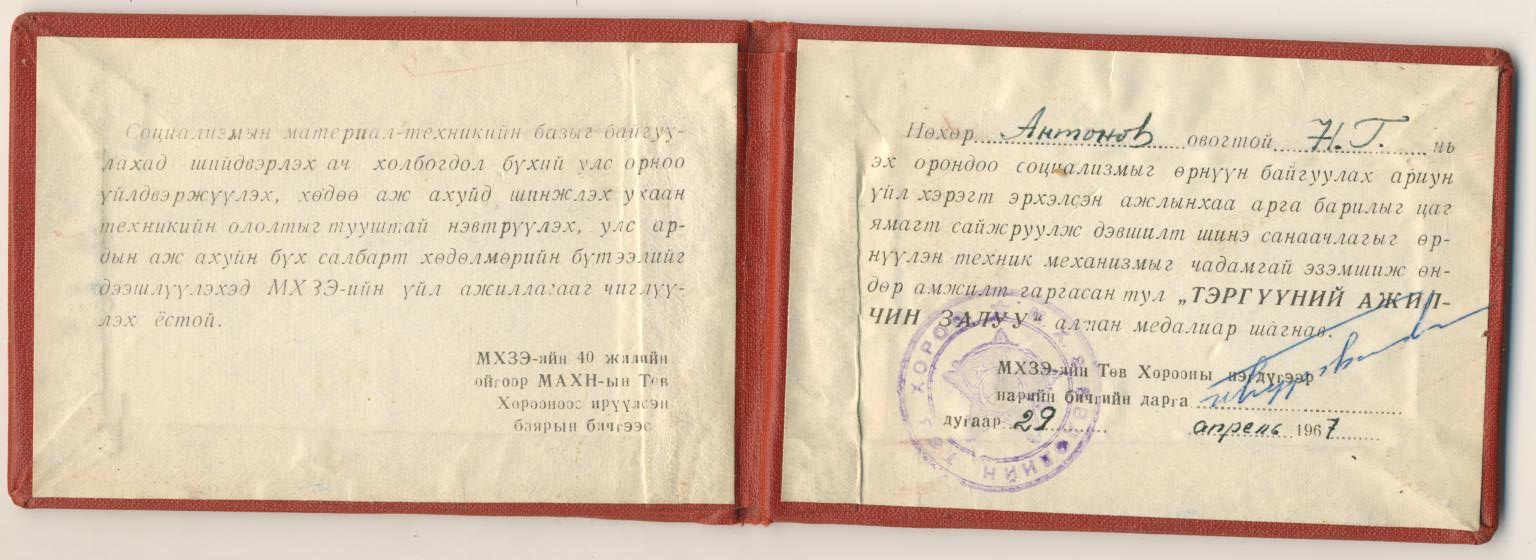 Социализмын материал-техникийн базыг байгуу-
лахад шийдвэрлэх ач холбогдол бүхий улс орноо
үйлдвэржүүлэх, хөдөө аж ахуйд шинжлэх ухаан
техникийн ололтыг тууштай нэвтрүүлэх, улс ар-
дын аж ахуйн бүх салбарт хөдөлмөрийн бүтээлийг
дээшлүүлэхэд МХЗЭ-ийн үйл ажиллагааг чиглүү-
лэх ёстой.
МХЗЭ-ийн 40 жилийн
ойгоор МАХН-ын Төв
Хорооноос ирүүлсэн
баярын бичгээс
Нөхөр Антонов овогтой Н.Г. нь
эх орондоо социализмыг өрнүүн байгуулах ариун
үйл хэрэгт эрхэлсэн ажлынхаа арга барилыг цаг
ямагт сайжруулж дэвшилт шинэ санаачлагыг өр-
нүүлэн техник механизмыг чадамгай эзэмшиж өн-
дөр амжилт гаргасан тул „ТЭРГҮҮНИЙ АЖИЛ-
ЧИН ЗАЛУУ“ алтан медалиар шагнав.
МХЗЭ-ийн Төв Хорооны нэгдүгээр
нарийн бичгийн дарга
дугаар 29 апрель 1967